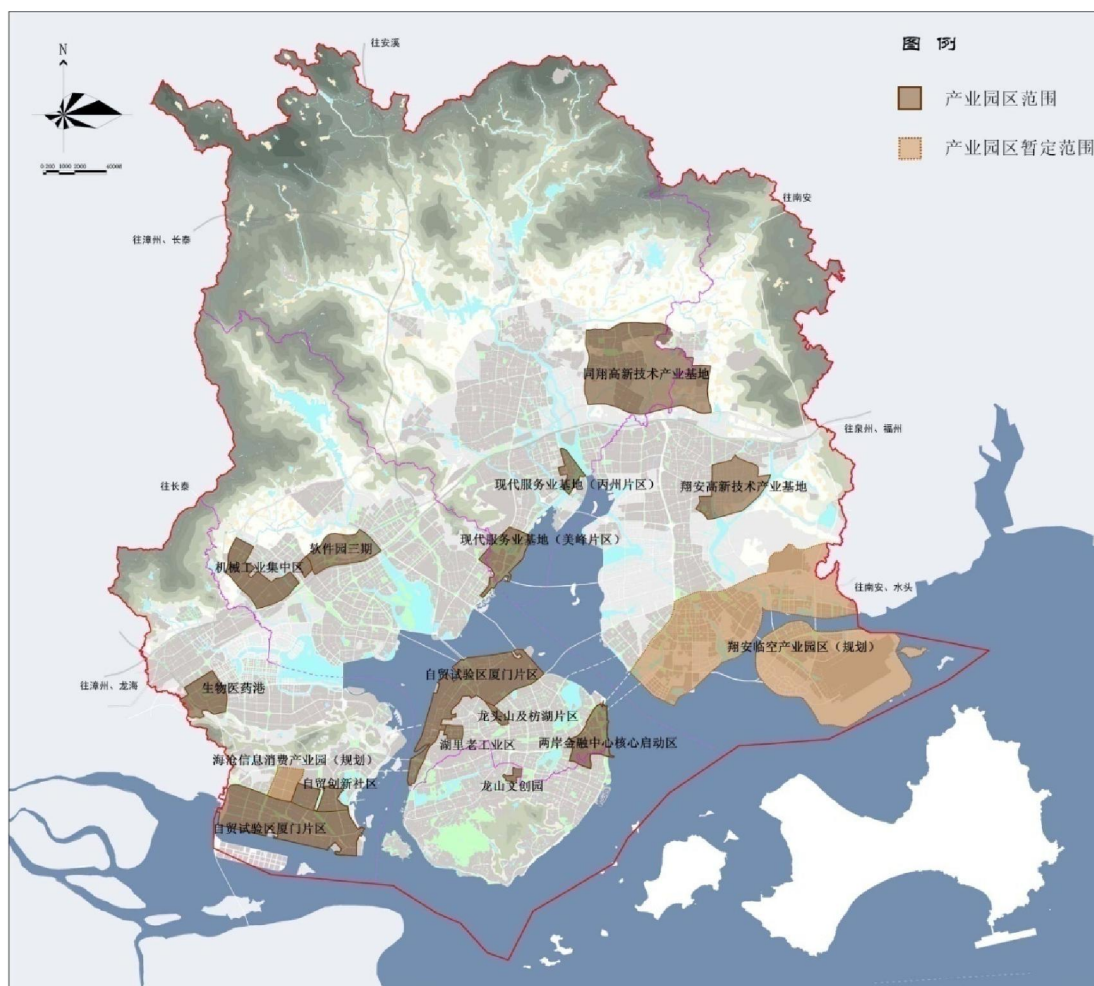 图 例
产业园区范围
产业园区暂定范围
N
往安溪
往南安
往漳州、长泰
同翔高新技术产业基地
往泉州、福州
往长泰
现代服务业基地（丙州片区）
翔安高新技术产业基地
现代服务业基地（美峰片区）
软件园三期
机械工业集中区
往南安、水头
翔安临空产业园区（规划）
自贸试验区厦门片区
往漳州、龙海
生物医药港
龙头山及枋湖片区
湖里老工业区
两岸金融中心核心启动区
海沧信息消费产业园（规划）
自贸创新社区
龙山文创园
自贸试验区厦门片区